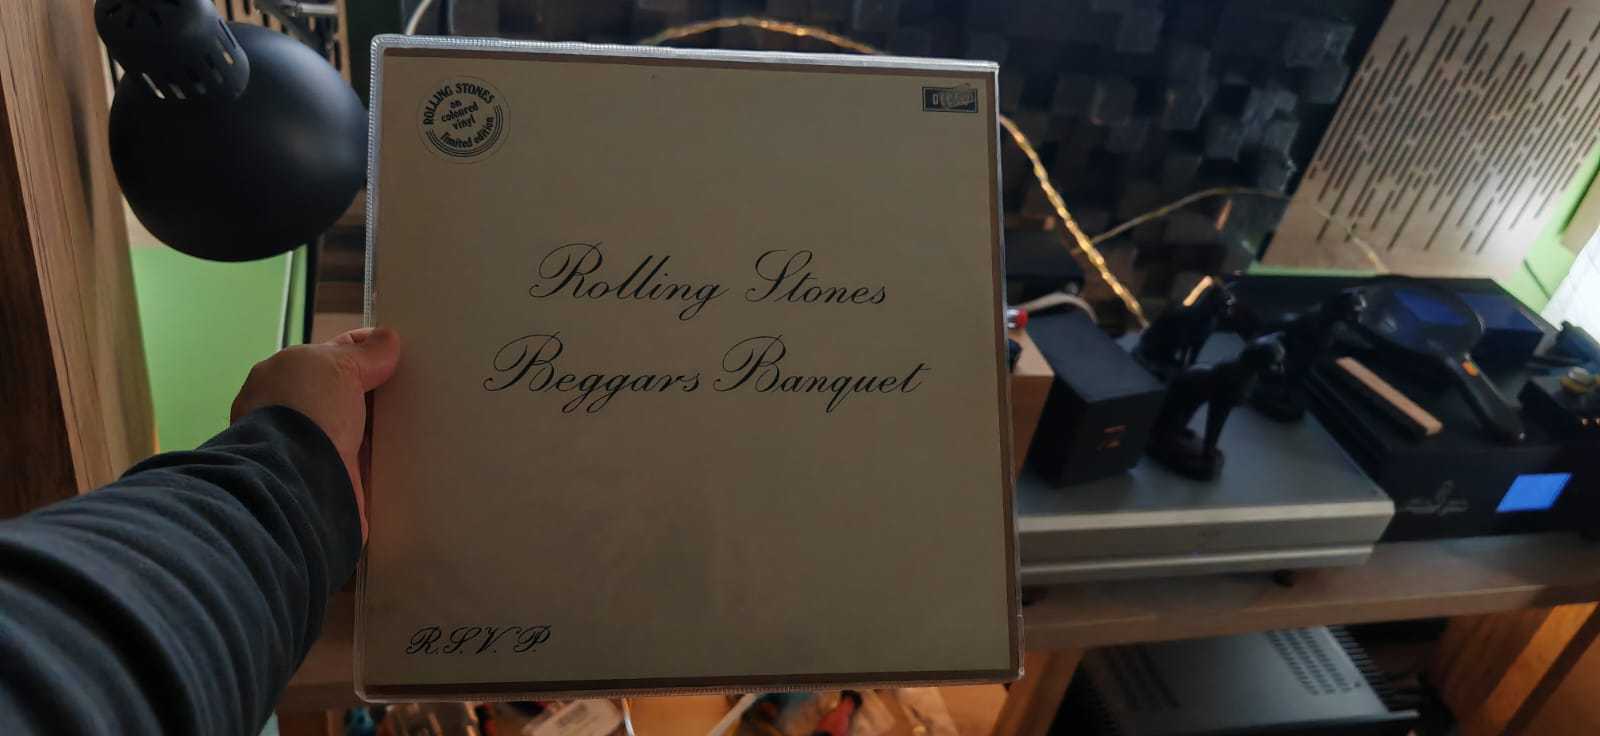 ROLLING STONES
on
coloured
vinyl
limited edition
DECCA
Rolling Stones
Beggars Banquet
R.S.V.P.